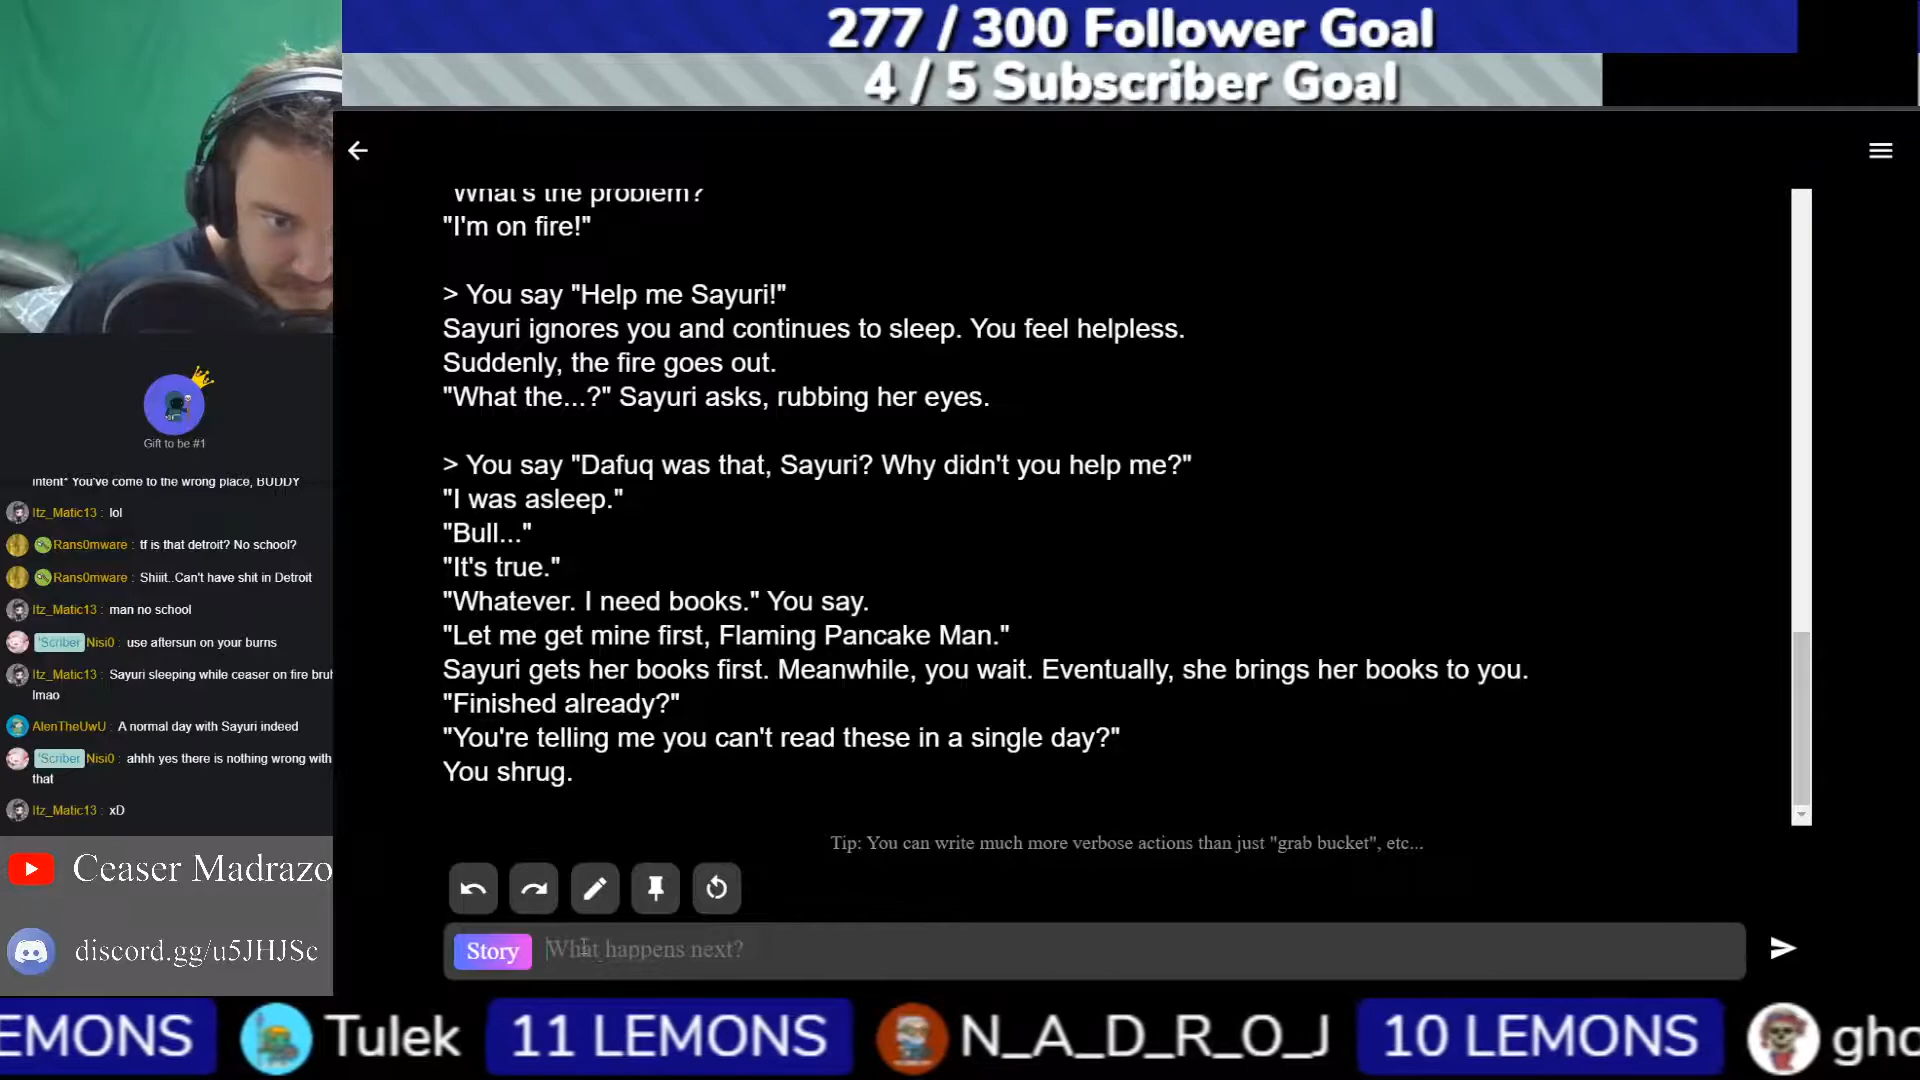 277 / 300 Follower Goal
4 / 5 Subscriber Goal
"What's the problem?
"I'm on fire!"
> You say "Help me Sayuri!"
Sayuri ignores you and continues to sleep. You feel helpless.
Suddenly, the fire goes out.
"What the...?" Sayuri asks, rubbing her eyes.
> You say "Dafuq was that, Sayuri? Why didn't you help me?"
"I was asleep."
"Bull..."
"It's true."
"Whatever. I need books." You say.
"Let me get mine first, Flaming Pancake Man."
Sayuri gets her books first. Meanwhile, you wait. Eventually, she brings her books to you.
"Finished already?"
"You're telling me you can't read these in a single day?"
You shrug.
Tip: You can write much more verbose actions than just "grab bucket", etc...
Story What happens next?
Gift to be #1
intent* You've come to the wrong place, BUDDY
Itz_Matic13 : lol
Rans0mware : tf is that detroit? No school?
Rans0mware : Shiiit..Can't have shit in Detroit
Itz_Matic13 : man no school
'Scriber Nisi0 : use aftersun on your burns
Itz_Matic13 : Sayuri sleeping while ceaser on fire bruh
lmao
AlenTheUwU : A normal day with Sayuri indeed
'Scriber Nisi0 : ahhh yes there is nothing wrong with
that
Itz_Matic13 : xD
Ceaser Madrazo
discord.gg/u5JHJSc
EMONS Tulek 11 LEMONS N_A_D_R_O_J 10 LEMONS gho